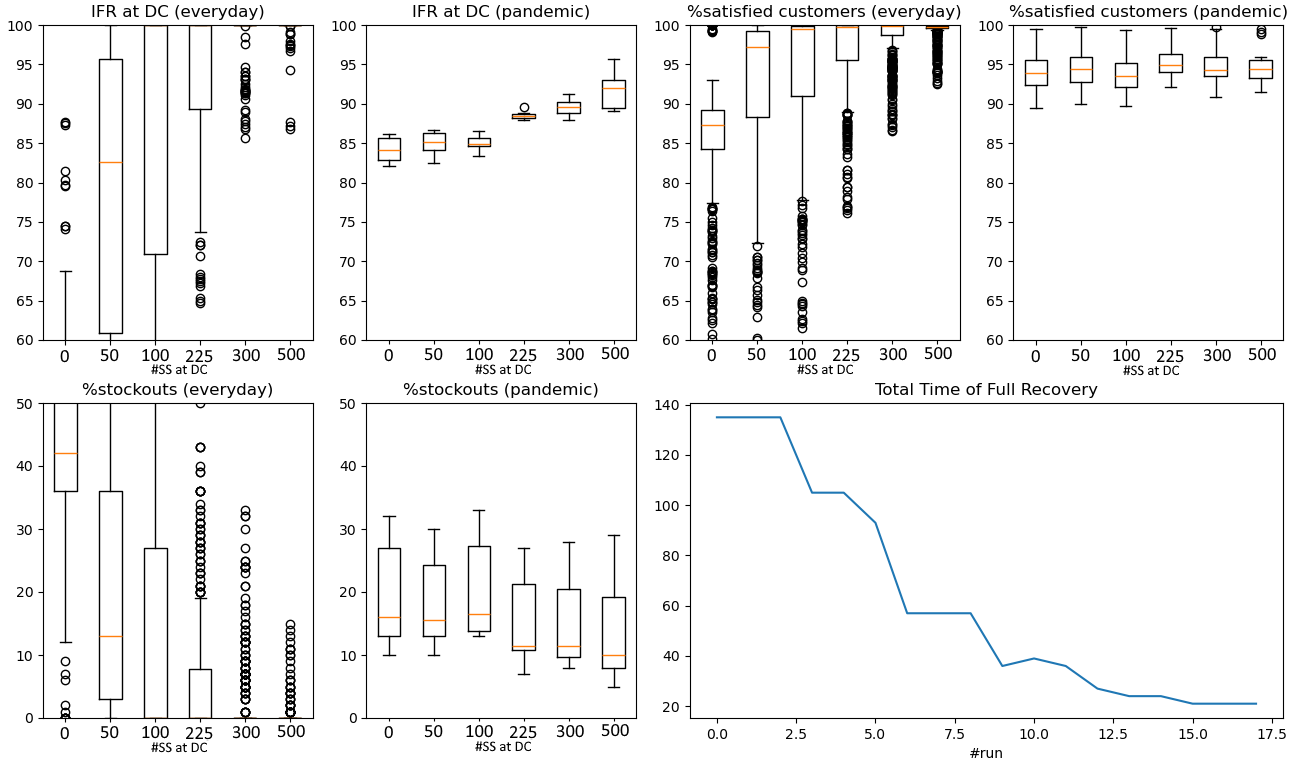 IFR at DC (everyday)
100
95
90
85
80
75
70
65
60
0 50 100 225 300 500
#SS at DC
IFR at DC (pandemic)
100
95
90
85
80
75
70
65
60
0 50 100 225 300 500
#SS at DC
%satisfied customers (everyday)
100
95
90
85
80
75
70
65
60
0 50 100 225 300 500
#SS at DC
%satisfied customers (pandemic)
100
95
90
85
80
75
70
65
60
0 50 100 225 300 500
#SS at DC
%stockouts (everyday)
50
40
30
20
10
0
0 50 100 225 300 500
#SS at DC
%stockouts (pandemic)
50
40
30
20
10
0
0 50 100 225 300 500
#SS at DC
Total Time of Full Recovery
140
120
100
80
60
40
20
0.0 2.5 5.0 7.5 10.0 12.5 15.0 17.5
#run